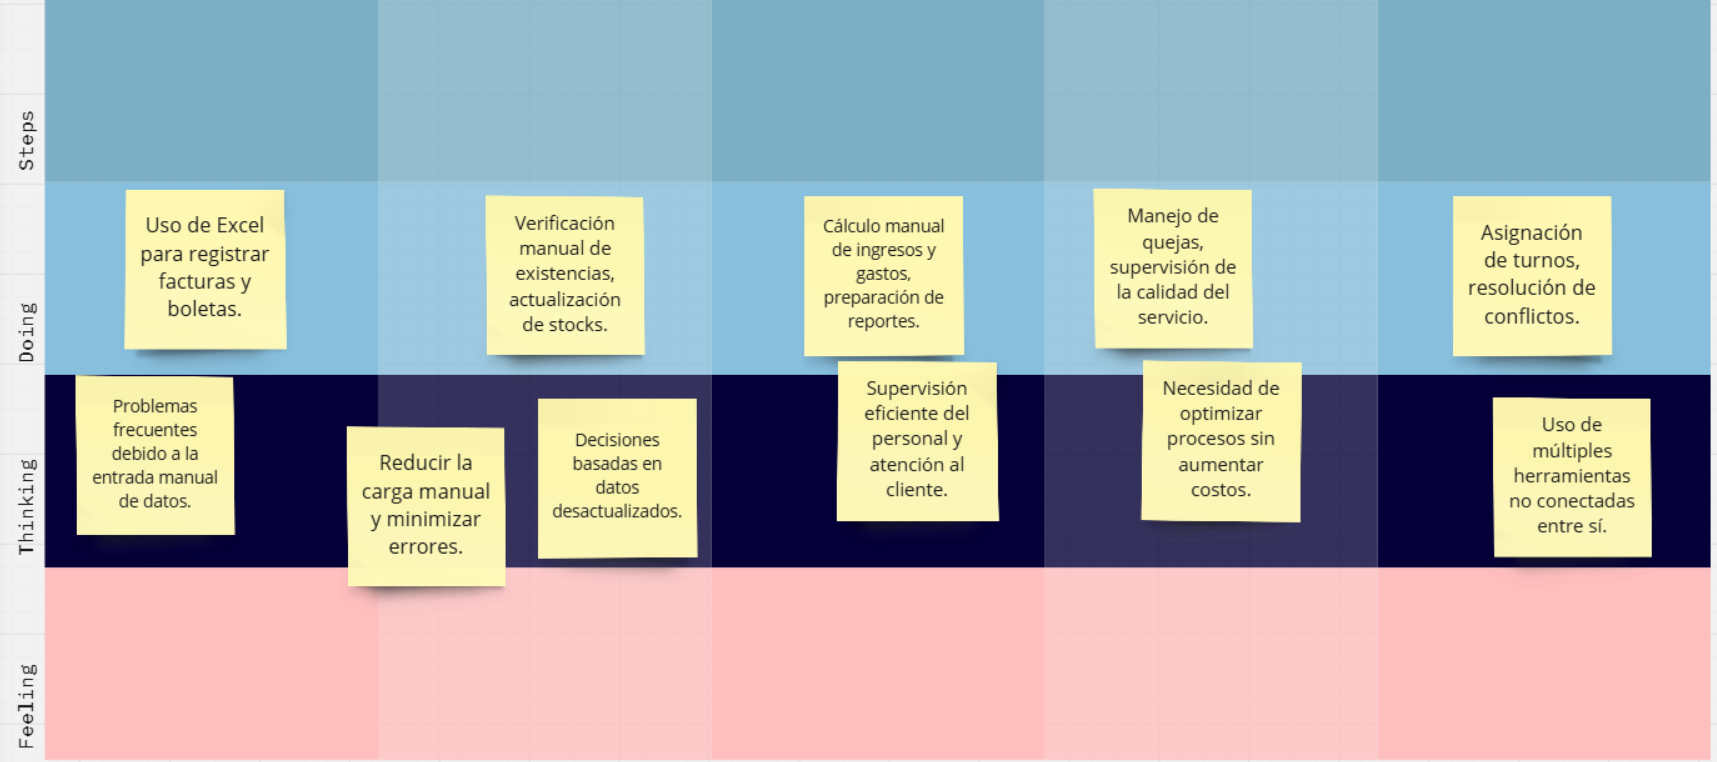 Steps
Doing
Uso de Excel
para registrar
facturas y
boletas.
Verificación
manual de
existencias,
actualización
de stocks.
Cálculo manual
de ingresos y
gastos,
preparación de
reportes.
Manejo de
quejas,
supervisión de
la calidad del
servicio.
Asignación
de turnos,
resolución de
conflictos.
Thinking
Problemas
frecuentes
debido a la
entrada manual
de datos.
Reducir la
carga manual
y minimizar
errores.
Decisiones
basadas en
datos
desactualizados.
Supervisión
eficiente del
personal y
atención al
cliente.
Necesidad de
optimizar
procesos sin
aumentar
costos.
Uso de
múltiples
herramientas
no conectadas
entre sí.
Feeling